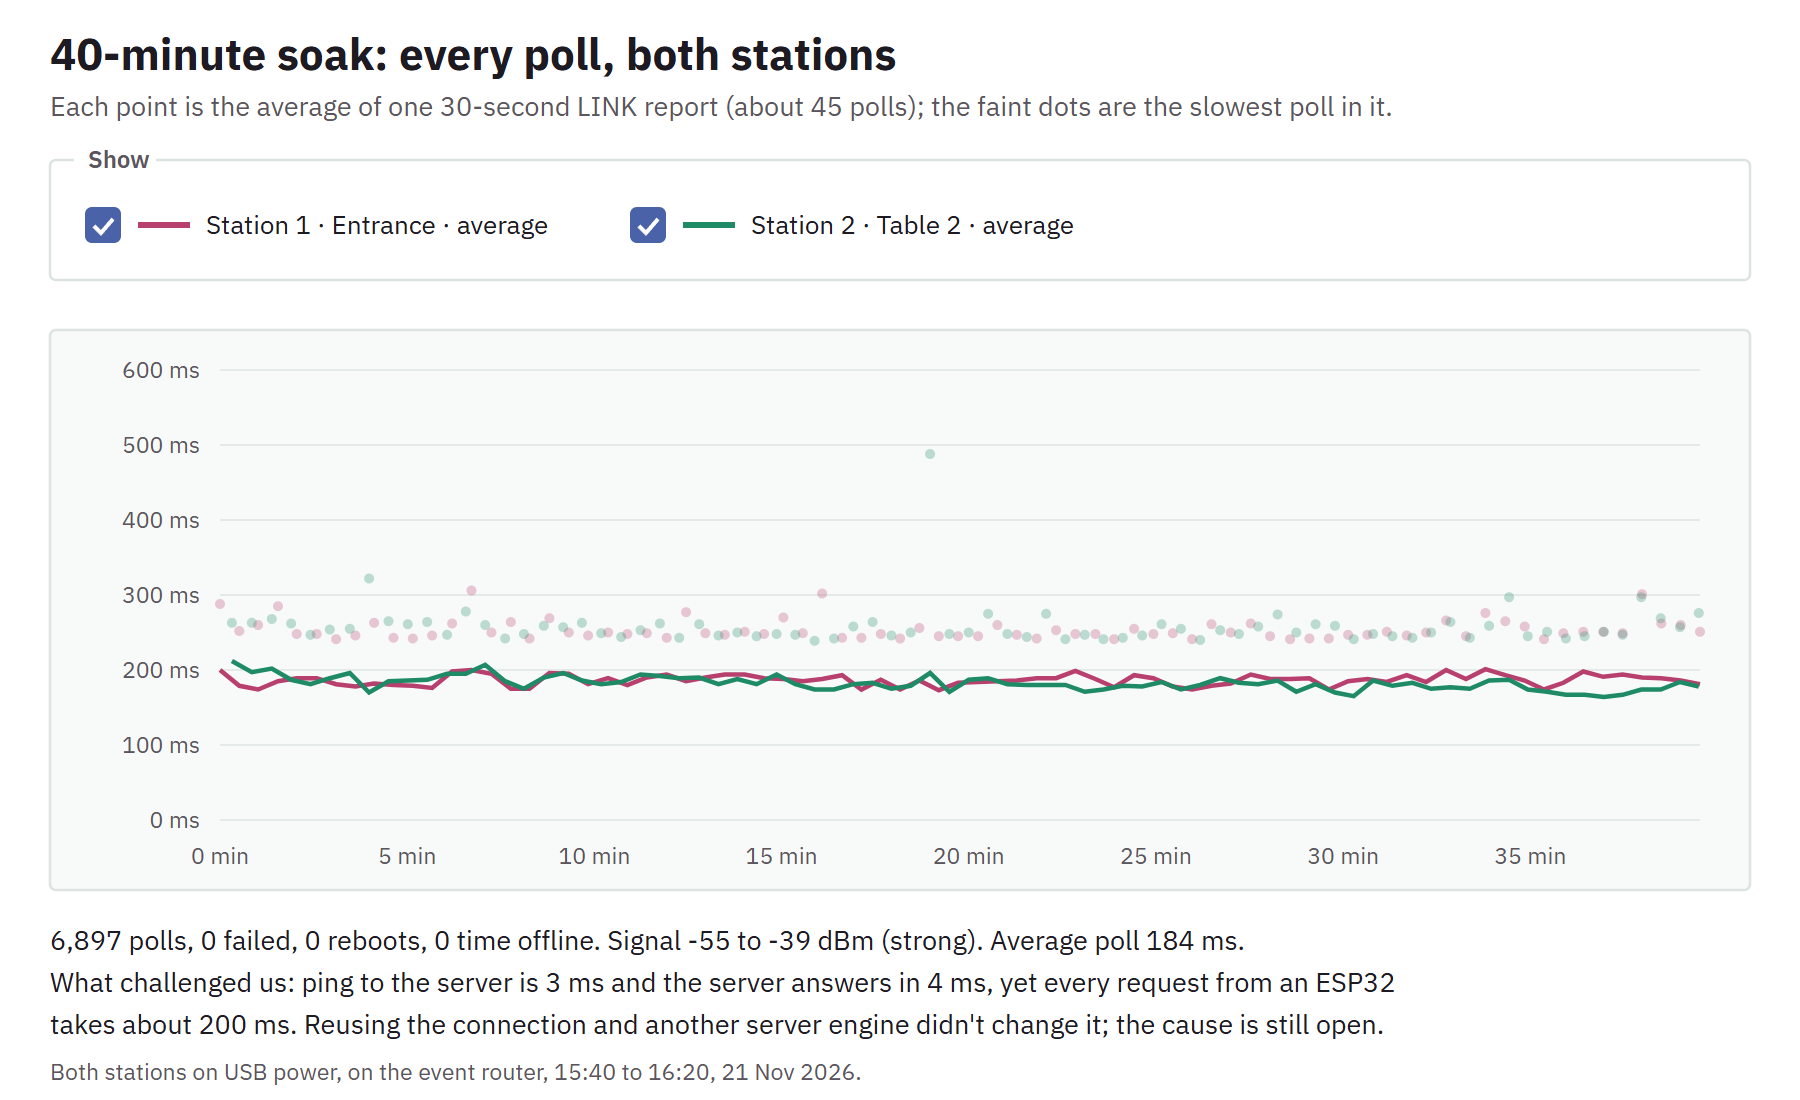 40-minute soak: every poll, both stations
Each point is the average of one 30-second LINK report (about 45 polls); the faint dots are the slowest poll in it.
Show
Station 1 · Entrance · average
Station 2 · Table 2 · average
600 ms
500 ms
400 ms
300 ms
200 ms
100 ms
0 ms
0 min
5 min
10 min
15 min
20 min
25 min
30 min
35 min
6,897 polls, 0 failed, 0 reboots, 0 time offline. Signal -55 to -39 dBm (strong). Average poll 184 ms.
What challenged us: ping to the server is 3 ms and the server answers in 4 ms, yet every request from an ESP32
takes about 200 ms. Reusing the connection and another server engine didn't change it; the cause is still open.
Both stations on USB power, on the event router, 15:40 to 16:20, 21 Nov 2026.